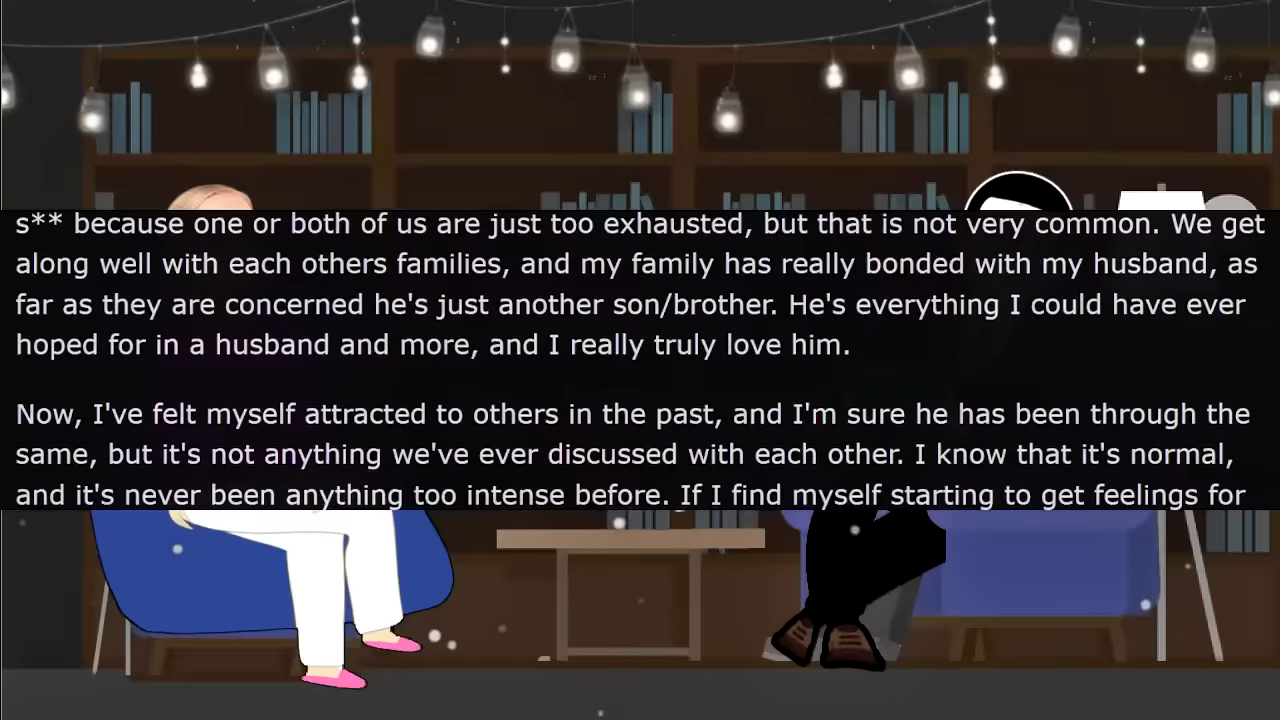 s** because one or both of us are just too exhausted, but that is not very common. We get
along well with each others families, and my family has really bonded with my husband, as
far as they are concerned he's just another son/brother. He's everything I could have ever
hoped for in a husband and more, and I really truly love him.
Now, I've felt myself attracted to others in the past, and I'm sure he has been through the
same, but it's not anything we've ever discussed with each other. I know that it's normal,
and it's never been anything too intense before. If I find myself starting to get feelings for